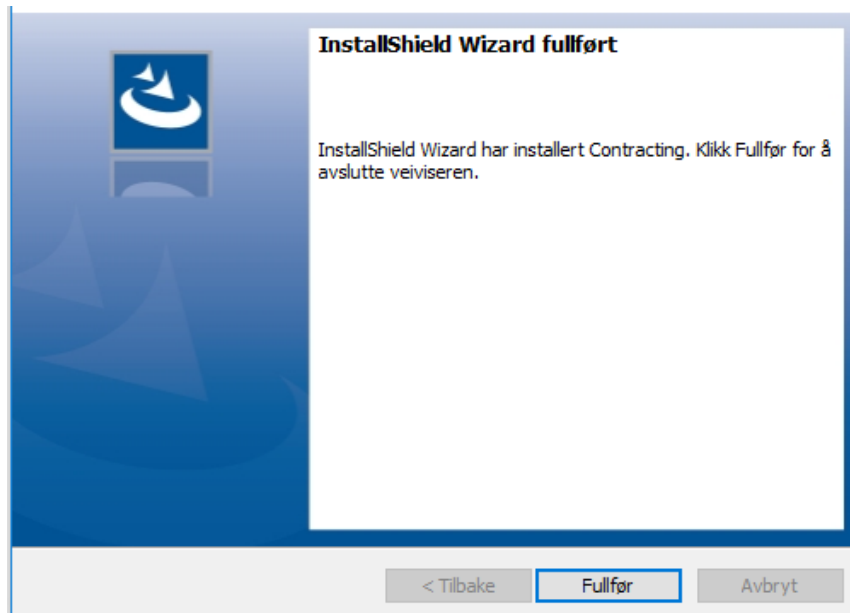 InstallShield Wizard fullført
InstallShield Wizard har installert Contracting. Klikk Fullfør for å
avslutte veiviseren.
< Tilbake
Fullfør
Avbryt